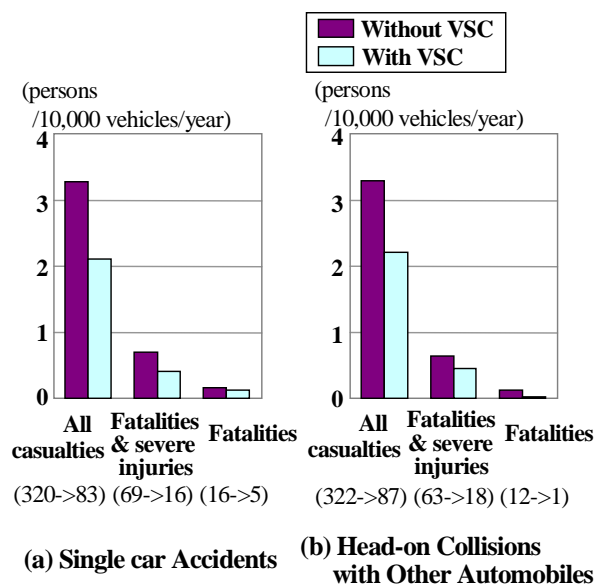 Without VSC
With VSC
(persons
/10,000 vehicles/year)
4
3
2
1
0
All
casualties
Fatalities
& severe
injuries
Fatalities
(320->83) (69->16) (16->5)
(a) Single car Accidents
(persons
/10,000 vehicles/year)
4
3
2
1
0
All
casualties
Fatalities
& severe
injuries
Fatalities
(322->87) (63->18) (12->1)
(b) Head-on Collisions
with Other Automobiles